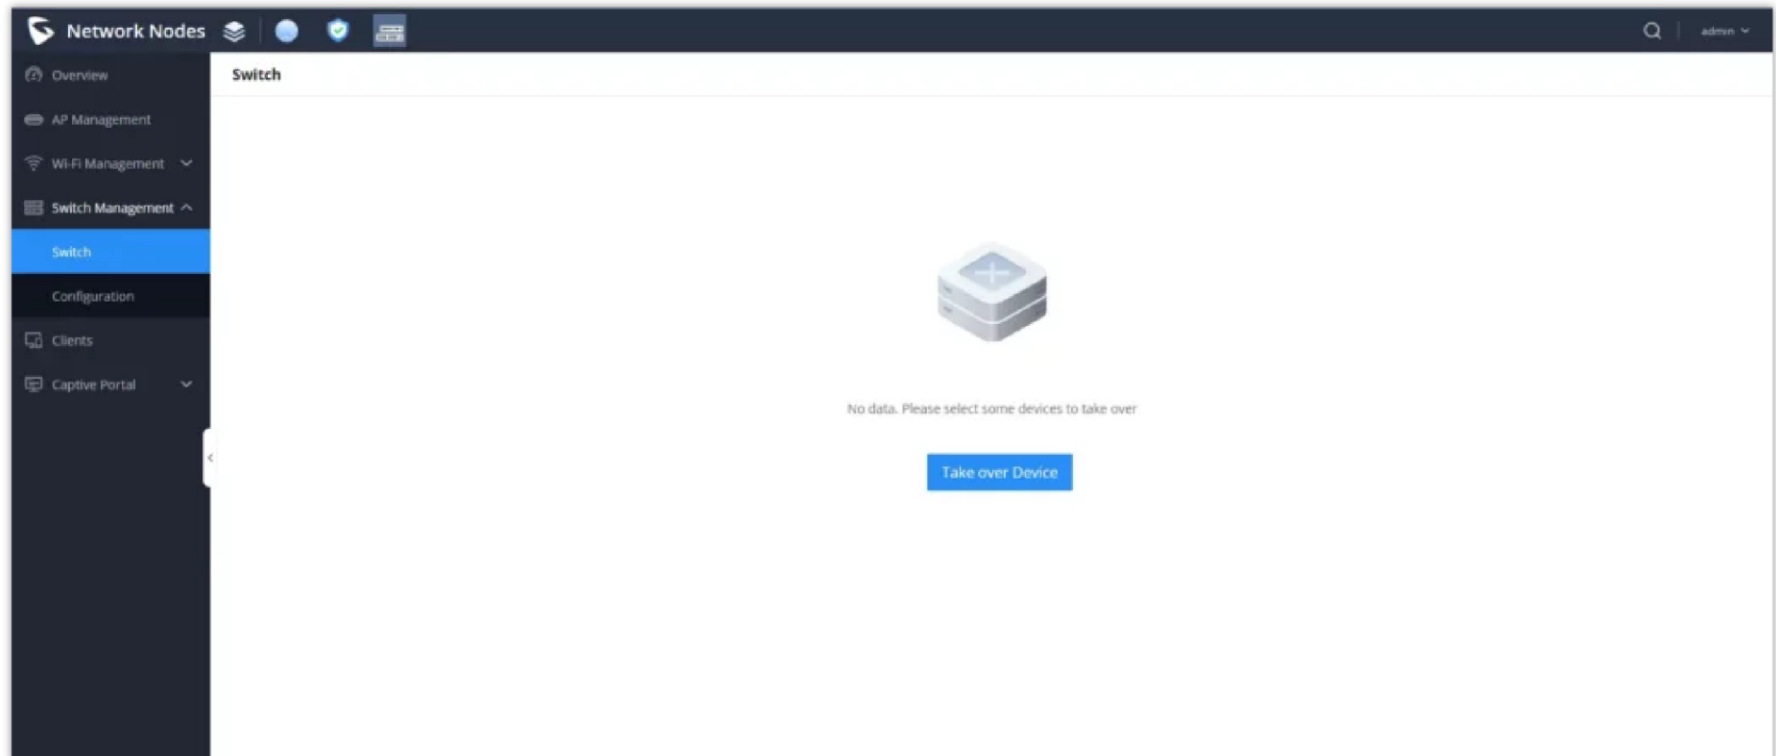 Network Nodes
admin
Overview
Switch
AP Management
Wi-Fi Management
Switch Management
Switch
Configuration
Clients
Captive Portal
No data. Please select some devices to take over
Take over Device